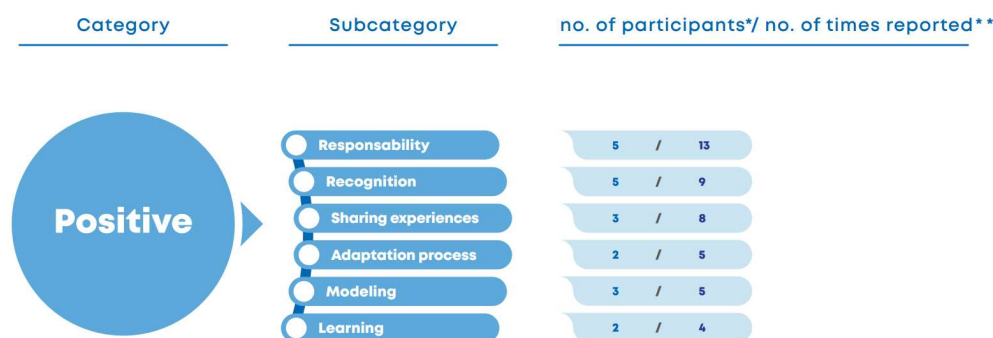 Category Subcategory no. of participants*/ no. of times reported**
Responsability 5 / 13
Recognition 5 / 9
Positive
Sharing experiences 3 / 8
Adaptation process 2 / 5
Modeling 3 / 5
Learning 2 / 4